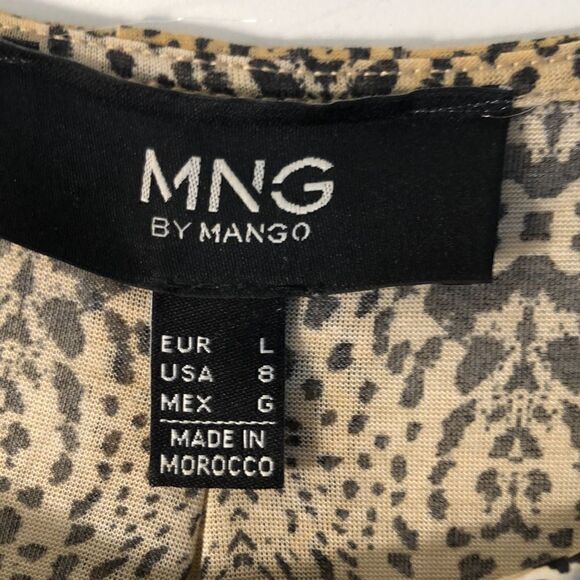 MNG
BY MANGO
EUR L
USA 8
MEX G
MADE IN
MOROCCO